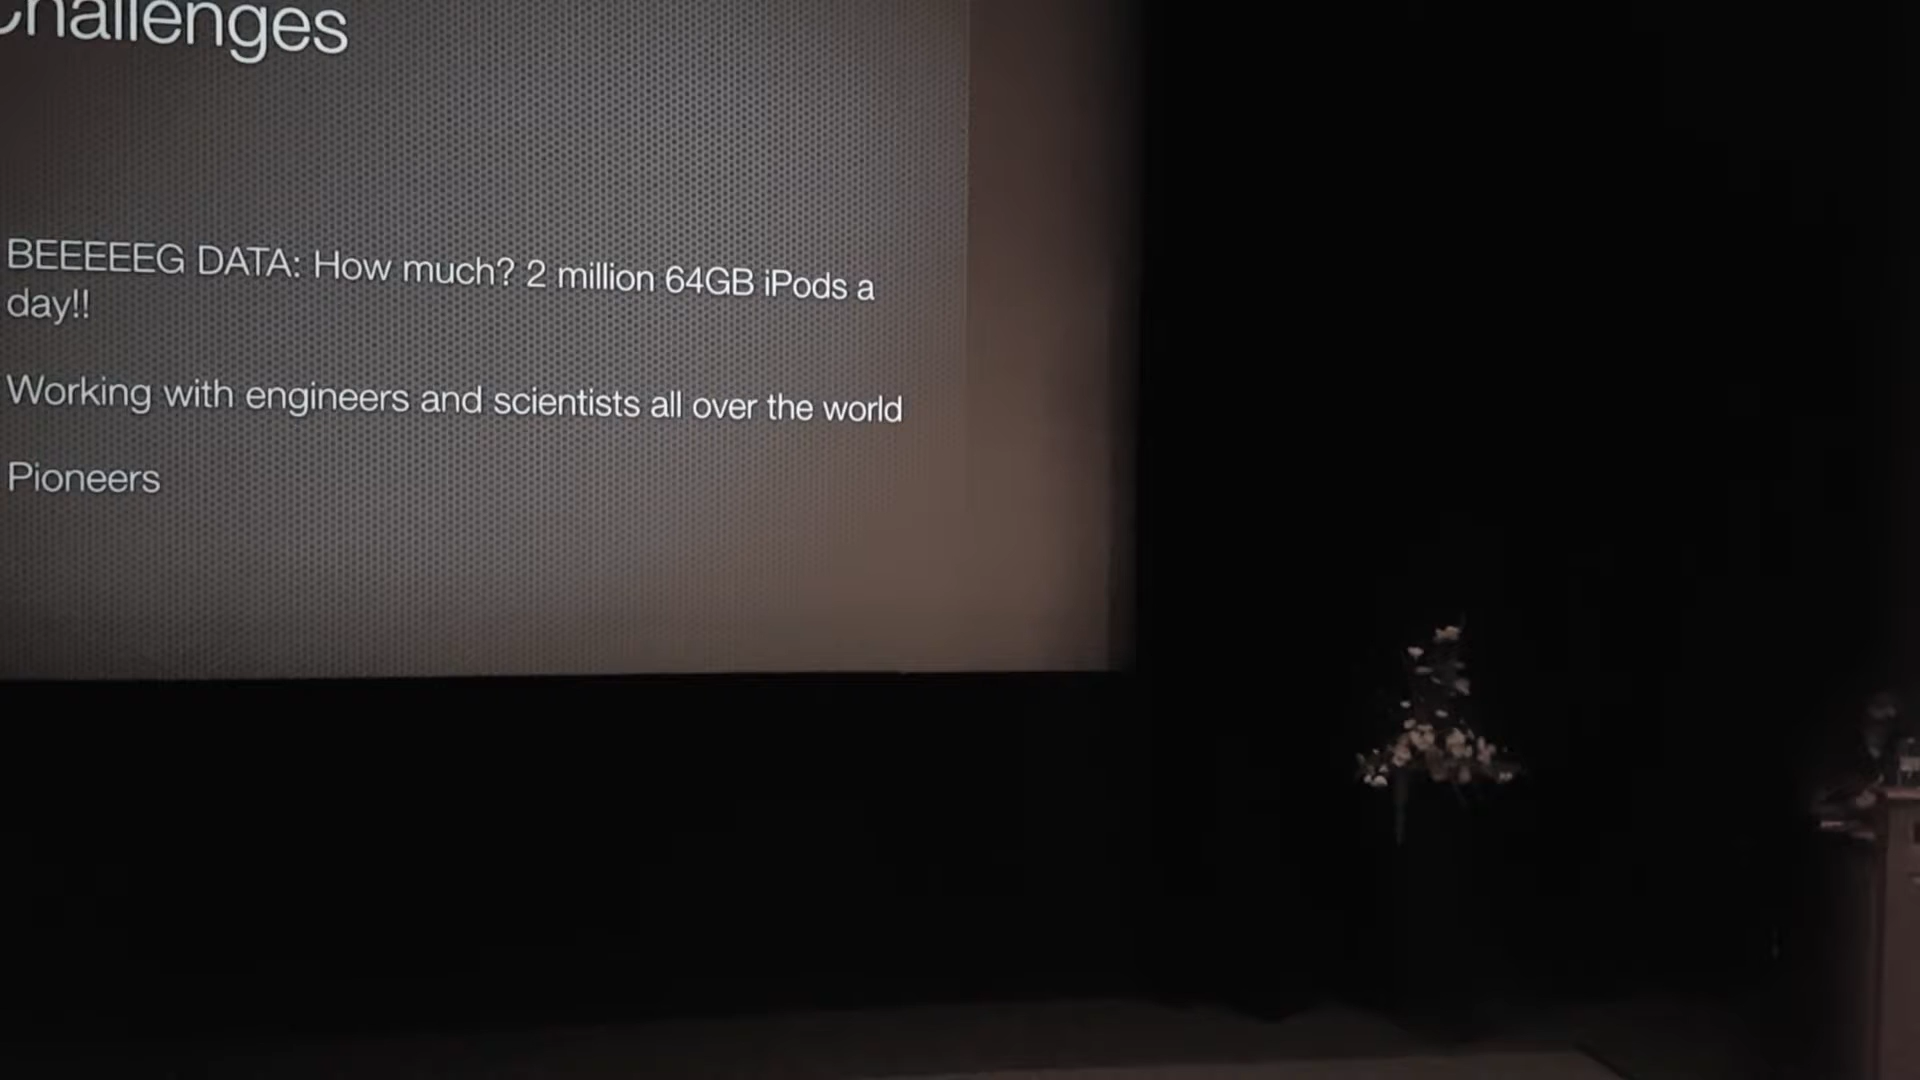 Challenges
BEEEEEG DATA: How much? 2 million 64GB iPods a
day!!
Working with engineers and scientists all over the world
Pioneers